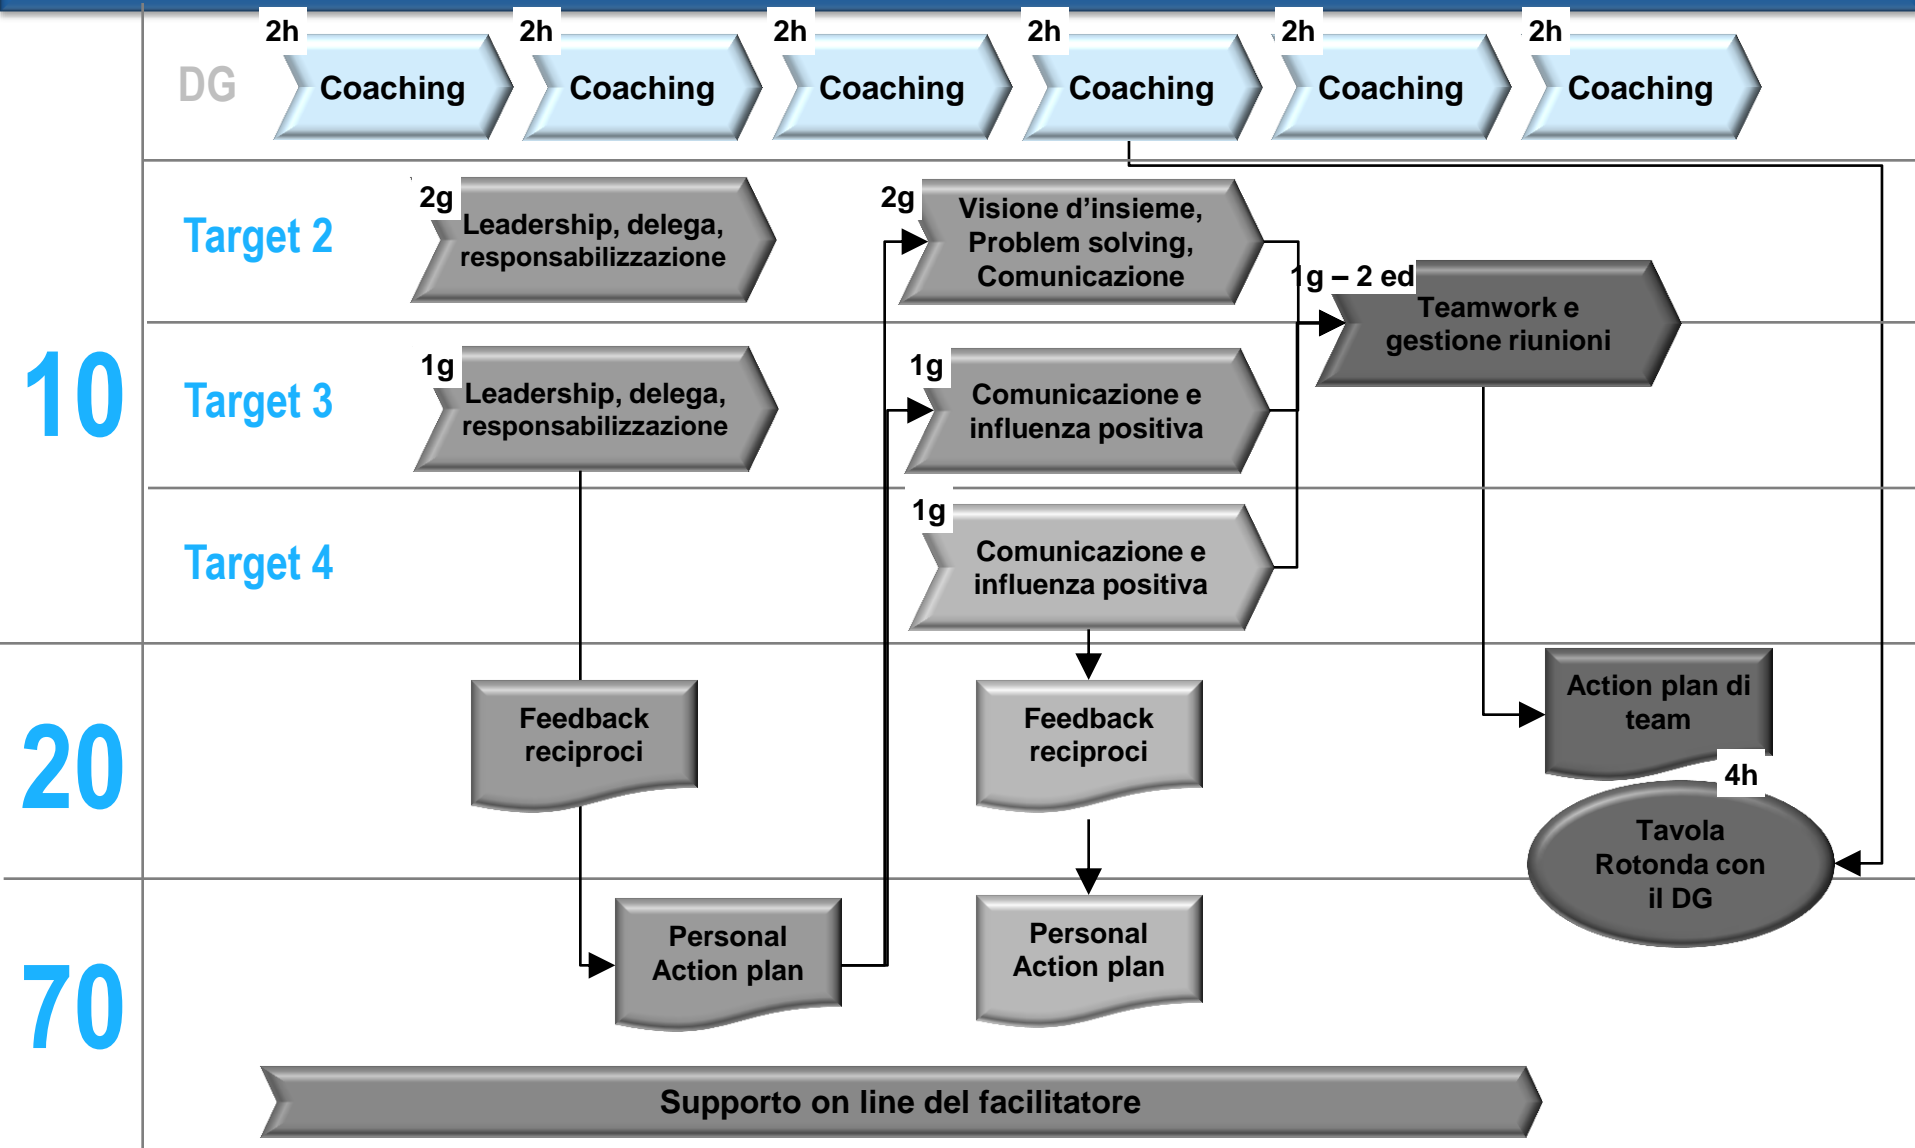 2h
2h
2h
2h
2h
2h
DG
Coaching
Coaching
Coaching
Coaching
Coaching
Coaching
10
Target 2
2g
Leadership, delega,
responsabilizzazione
2g
Visione d’insieme,
Problem solving,
Comunicazione
1g – 2 ed
Teamwork e
gestione riunioni
Target 3
1g
Leadership, delega,
responsabilizzazione
1g
Comunicazione e
influenza positiva
Target 4
1g
Comunicazione e
influenza positiva
20
Feedback
reciproci
Feedback
reciproci
Action plan di
team
4h
Tavola
Rotonda con
il DG
70
Personal
Action plan
Personal
Action plan
Supporto on line del facilitatore